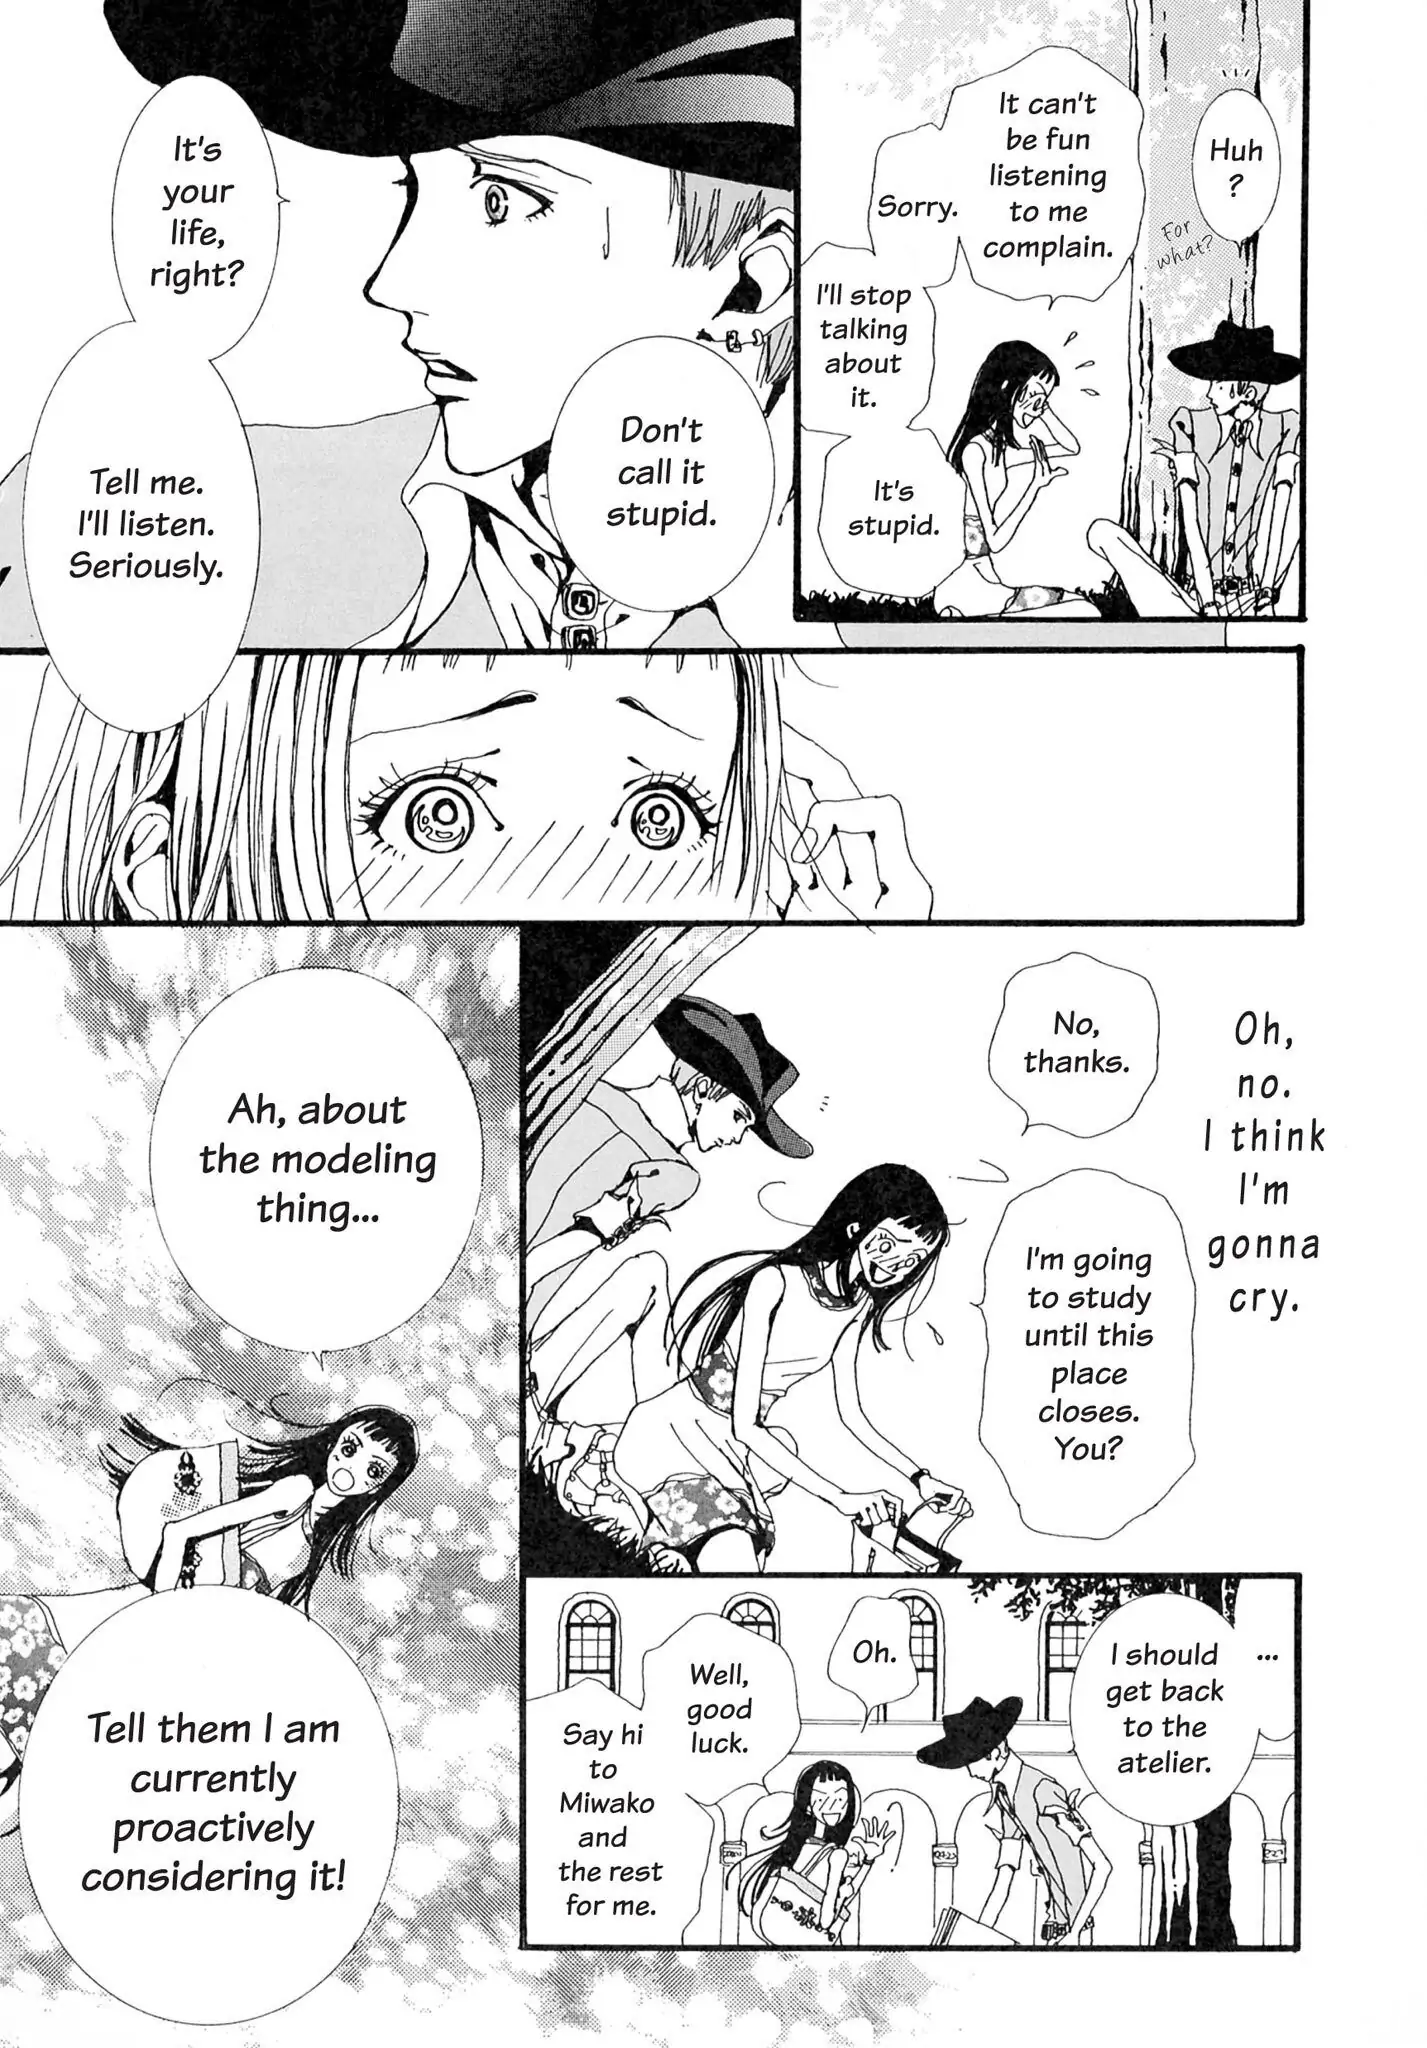 Huh
?
For
what?
It can't
be fun
listening
to me
complain.
Sorry.
I'll stop
talking
about
it.
It's
stupid.
Don't
call it
stupid.
It's
your
life,
right?
Tell me.
I'll listen.
Seriously.
Oh,
no.
I think
I'm
gonna
cry.
No,
thanks.
I'm going
to study
until this
place
closes.
You?
...
I should
get back
to the
atelier.
Oh.
Well,
good
luck.
Say hi
to
Miwako
and
the rest
for me.
Ah, about
the modeling
thing...
Tell them I am
currently
proactively
considering it!